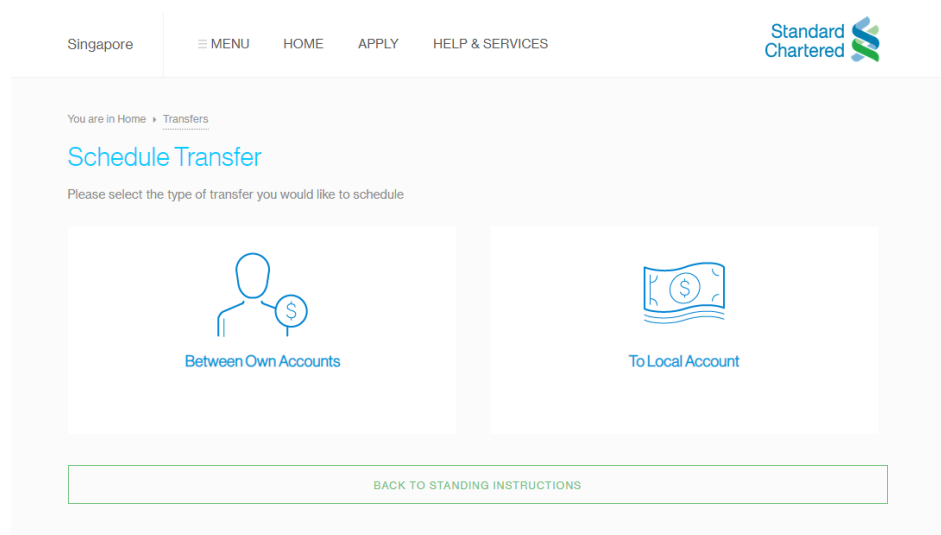 Singapore
☰ MENU HOME APPLY HELP & SERVICES
Standard
Chartered
You are in Home ▸ Transfers
Schedule Transfer
Please select the type of transfer you would like to schedule
$
$
Between Own Accounts
To Local Account
BACK TO STANDING INSTRUCTIONS